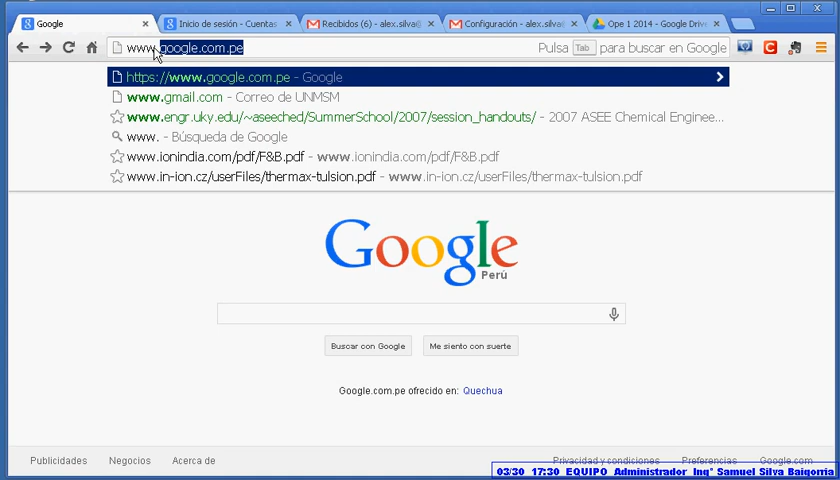 Google
Inicio de sesión - Cuentas
Recibidos (6) - alex.silva@
Configuración - alex.silva@
Ope 1 2014 - Google Drive
www.google.com.pe
Pulsa Tab para buscar en Google
https://www.google.com.pe - Google
www.gmail.com - Correo de UNMSM
www.engr.uky.edu/~aseeched/SummerSchool/2007/session_handouts/ - 2007 ASEE Chemical Enginee...
www. - Búsqueda de Google
www.ionindia.com/pdf/F&B.pdf - www.ionindia.com/pdf/F&B.pdf
www.in-ion.cz/userFiles/thermax-tulsion.pdf - www.in-ion.cz/userFiles/thermax-tulsion.pdf
Google
Perú
Buscar con Google
Me siento con suerte
Google.com.pe ofrecido en: Quechua
Publicidad
Negocios
Acerca de
Privacidad y condiciones
Preferencias
Google.com
03/30 17:30 EQUIPO Administrador Ing° Samuel Silva Baigorria